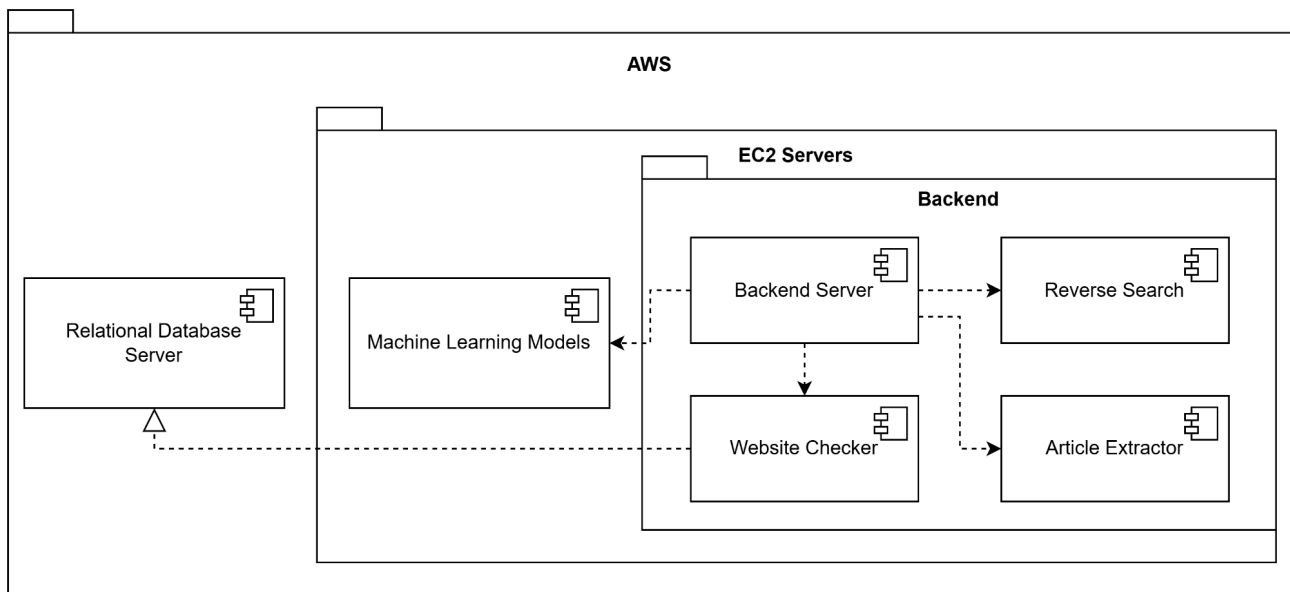 AWS
EC2 Servers
Backend
Backend Server
Reverse Search
Relational Database
Server
Machine Learning Models
Website Checker
Article Extractor